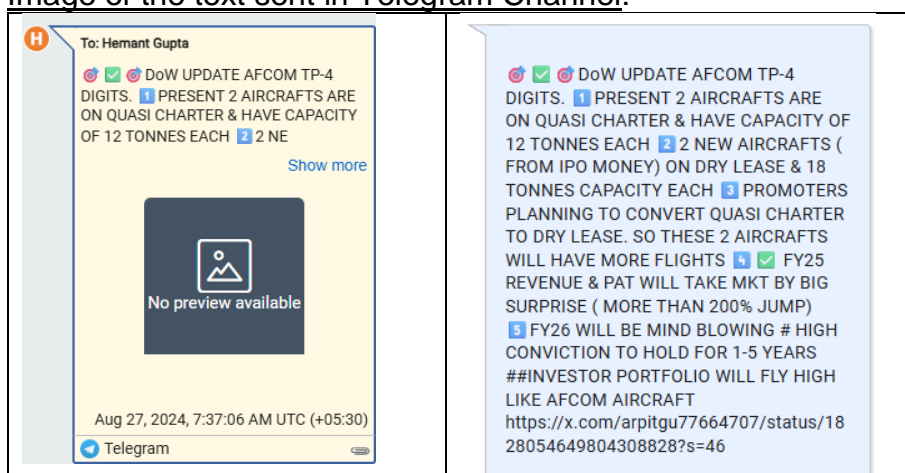 Image of the text sent in Telegram Channel:
H
To: Hemant Gupta
🎯 ✅ 🎯 DoW UPDATE AFCOM TP-4
DIGITS. 1️⃣ PRESENT 2 AIRCRAFTS ARE
ON QUASI CHARTER & HAVE CAPACITY
OF 12 TONNES EACH 2️⃣ 2 NE
Show more
No preview available
Aug 27, 2024, 7:37:06 AM UTC (+05:30)
Telegram
🎯 ✅ 🎯 DoW UPDATE AFCOM TP-4
DIGITS. 1️⃣ PRESENT 2 AIRCRAFTS ARE
ON QUASI CHARTER & HAVE CAPACITY OF
12 TONNES EACH 2️⃣ 2 NEW AIRCRAFTS (
FROM IPO MONEY) ON DRY LEASE & 18
TONNES CAPACITY EACH 3️⃣ PROMOTERS
PLANNING TO CONVERT QUASI CHARTER
TO DRY LEASE. SO THESE 2 AIRCRAFTS
WILL HAVE MORE FLIGHTS 4️⃣ ✅ FY25
REVENUE & PAT WILL TAKE MKT BY BIG
SURPRISE ( MORE THAN 200% JUMP)
5️⃣ FY26 WILL BE MIND BLOWING # HIGH
CONVICTION TO HOLD FOR 1-5 YEARS
##INVESTOR PORTFOLIO WILL FLY HIGH
LIKE AFCOM AIRCRAFT
https://x.com/arpitgu77664707/status/18
28054649804308828?s=46